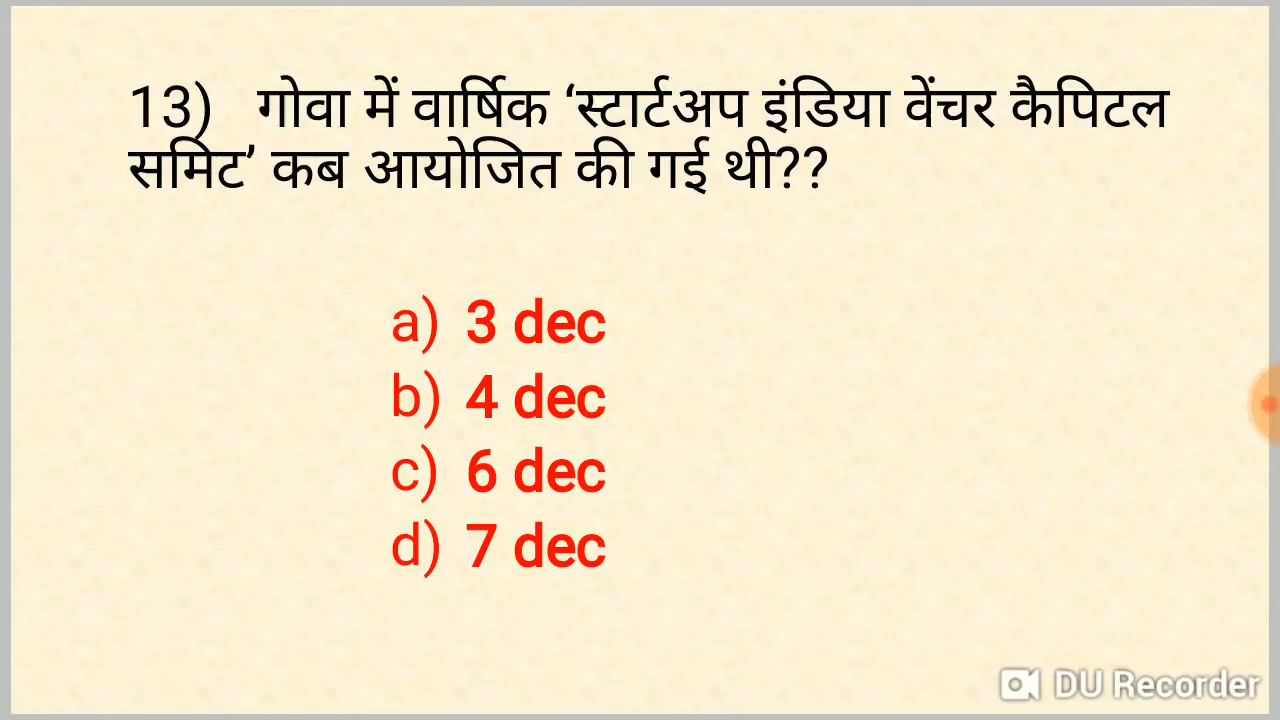 13) गोवा में वार्षिक ‘स्टार्टअप इंडिया वेंचर कैपिटल
समिट’ कब आयोजित की गई थी??
a) 3 dec
b) 4 dec
c) 6 dec
d) 7 dec
DU Recorder